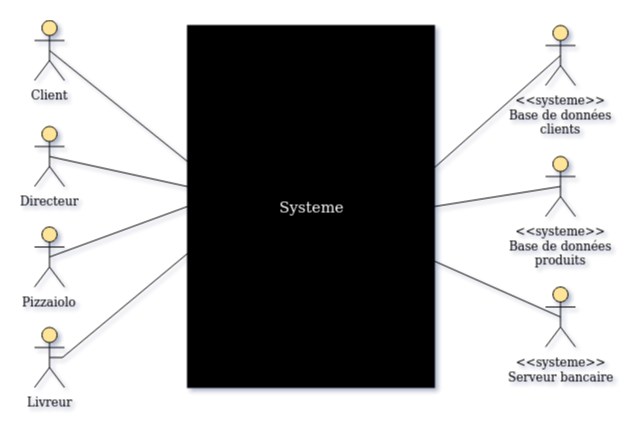 Client
Directeur
Pizzaiolo
Livreur
Systeme
<<systeme>>
Base de données
clients
<<systeme>>
Base de données
produits
<<systeme>>
Serveur bancaire